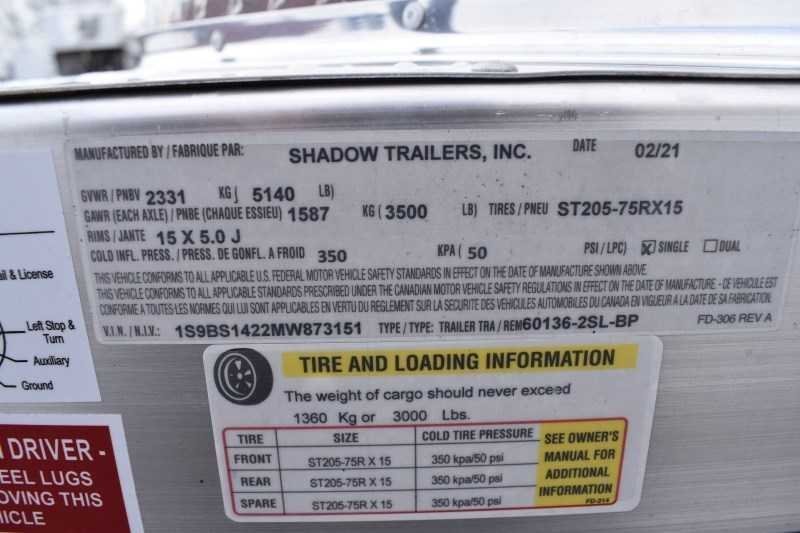 MANUFACTURED BY / FABRIQUE PAR: SHADOW TRAILERS, INC. DATE 02/21
GVWR / PNBV 2331 KG ( 5140 LB)
GAWR (EACH AXLE) / PNBE (CHAQUE ESSIEU) 1587 KG ( 3500 LB) TIRES / PNEU ST205-75RX15
RIMS / JANTE 15 X 5.0 J
COLD INFL. PRESS. / PRESS. DE GONFL. A FROID 350 KPA ( 50 PSI / LPC) X SINGLE DUAL
THIS VEHICLE CONFORMS TO ALL APPLICABLE U.S. FEDERAL MOTOR VEHICLE SAFETY STANDARDS IN EFFECT ON THE DATE OF MANUFACTURE SHOWN ABOVE.
THIS VEHICLE CONFORMS TO ALL APPLICABLE STANDARDS PRESCRIBED UNDER THE CANADIAN MOTOR VEHICLE SAFETY REGULATIONS IN EFFECT ON THE DATE OF MANUFACTURE - CE VEHICULE EST
CONFORME A TOUTES LES NORMES QUI LUI SONT APPLICABLES EN VERTU DU REGLEMENT SUR LA SECURITE DES VEHICULES AUTOMOBILES DU CANADA EN VIGUEUR A LA DATE DE SA FABRICATION.
V.I.N. / N.I.V.: 1S9BS1422MW873151 TYPE / TYPE: TRAILER TRA / REM 60136-2SL-BP FD-306 REV A
ail & License
Left Stop &
Turn
Auxiliary
Ground
TIRE AND LOADING INFORMATION
The weight of cargo should never exceed
1360 Kg or 3000 Lbs.
TIRE SIZE COLD TIRE PRESSURE
FRONT ST205-75R X 15 350 kpa/50 psi
REAR ST205-75R X 15 350 kpa/50 psi
SPARE ST205-75R X 15 350 kpa/50 psi
SEE OWNER'S
MANUAL FOR
ADDITIONAL
INFORMATION
FD-314
DRIVER -
EEL LUGS
OVING THIS
HICLE